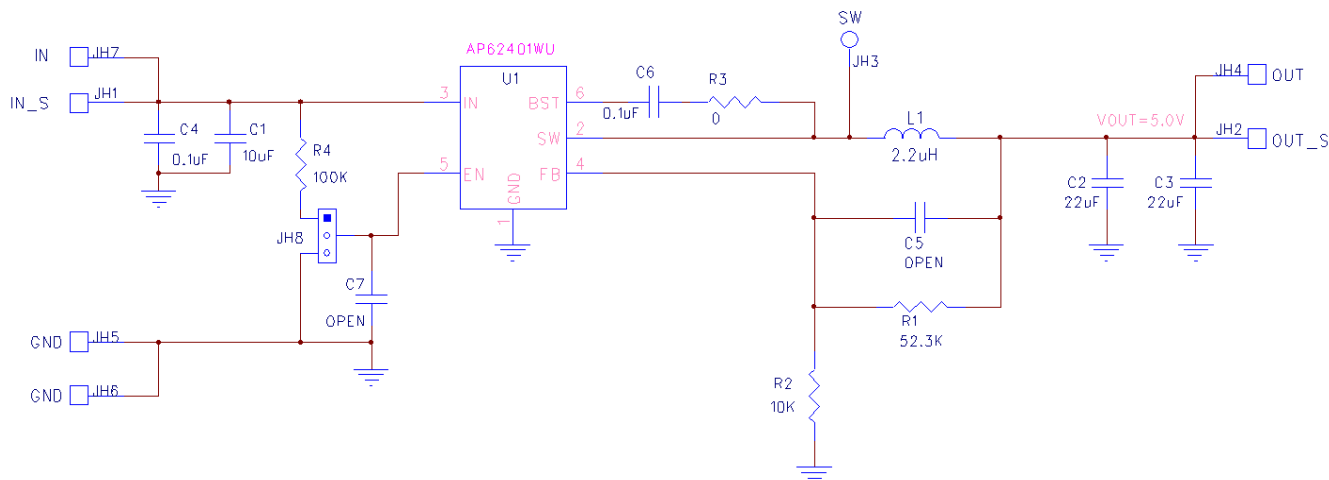 SW
IN
JH7
AP62401WU
JH3
JH4
OUT
IN_S
JH1
U1
C6
R3
3
IN
BST
6
0.1uF
0
L1
VOUT=5.0V
JH2
OUT_S
C4
C1
SW
2
2.2uH
0.1uF
10uF
R4
100K
5
EN
FB
4
C2
22uF
C3
22uF
GND
1
JH8
C5
OPEN
C7
OPEN
R1
52.3K
GND
JH5
GND
JH6
R2
10K